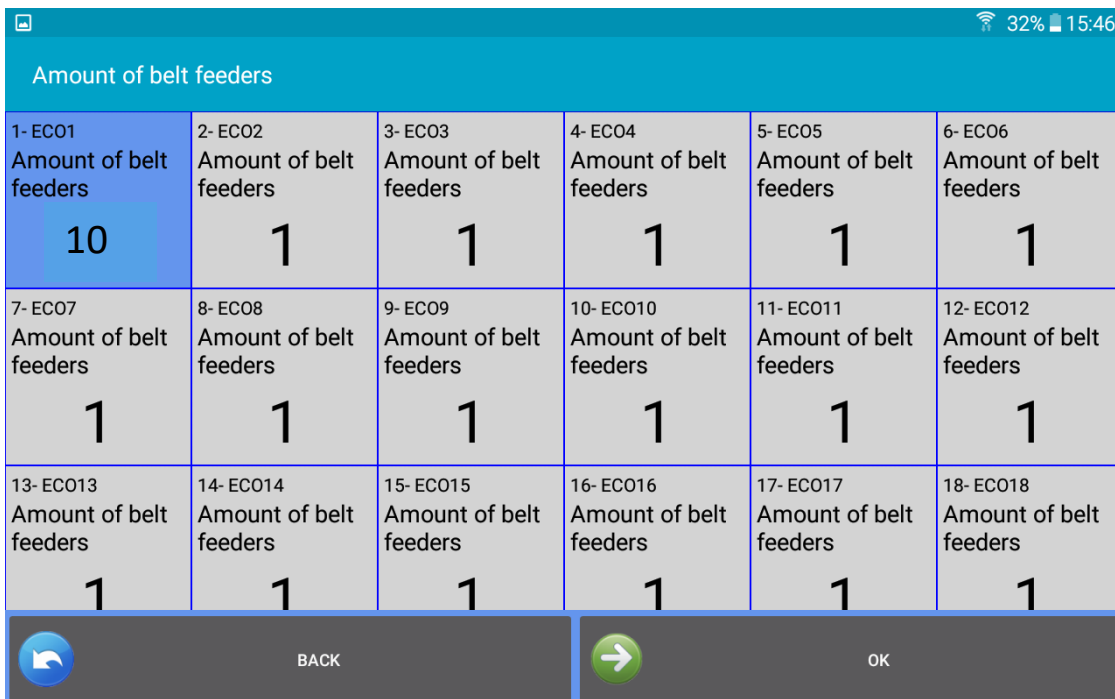 32% 15:46
Amount of belt feeders
1- ECO1
Amount of belt
feeders
10
2- ECO2
Amount of belt
feeders
1
3- ECO3
Amount of belt
feeders
1
4- ECO4
Amount of belt
feeders
1
5- ECO5
Amount of belt
feeders
1
6- ECO6
Amount of belt
feeders
1
7- ECO7
Amount of belt
feeders
1
8- ECO8
Amount of belt
feeders
1
9- ECO9
Amount of belt
feeders
1
10- ECO10
Amount of belt
feeders
1
11- ECO11
Amount of belt
feeders
1
12- ECO12
Amount of belt
feeders
1
13- ECO13
Amount of belt
feeders
1
14- ECO14
Amount of belt
feeders
1
15- ECO15
Amount of belt
feeders
1
16- ECO16
Amount of belt
feeders
1
17- ECO17
Amount of belt
feeders
1
18- ECO18
Amount of belt
feeders
1
BACK
OK